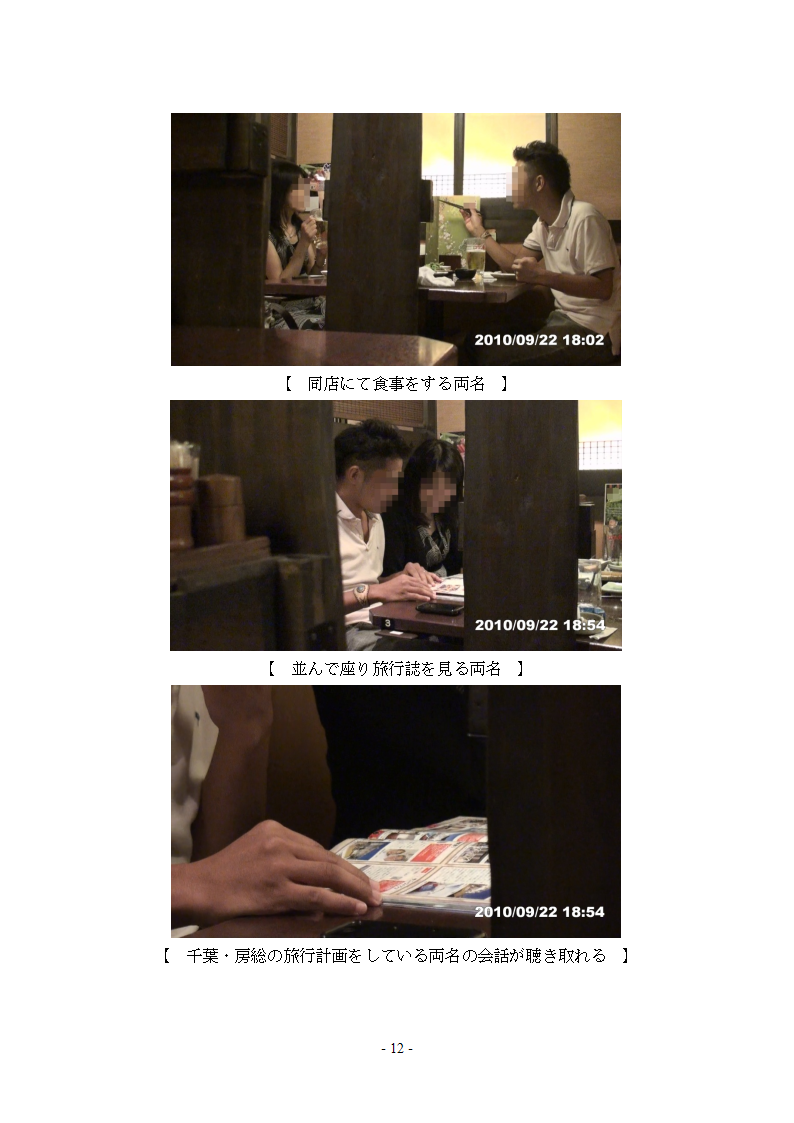 2010/09/22 18:02
【　同店にて食事をする両名　】
3
2010/09/22 18:54
【　並んで座り旅行誌を見る両名　】
2010/09/22 18:54
【　千葉・房総の旅行計画をしている両名の会話が聴き取れる　】
- 12 -